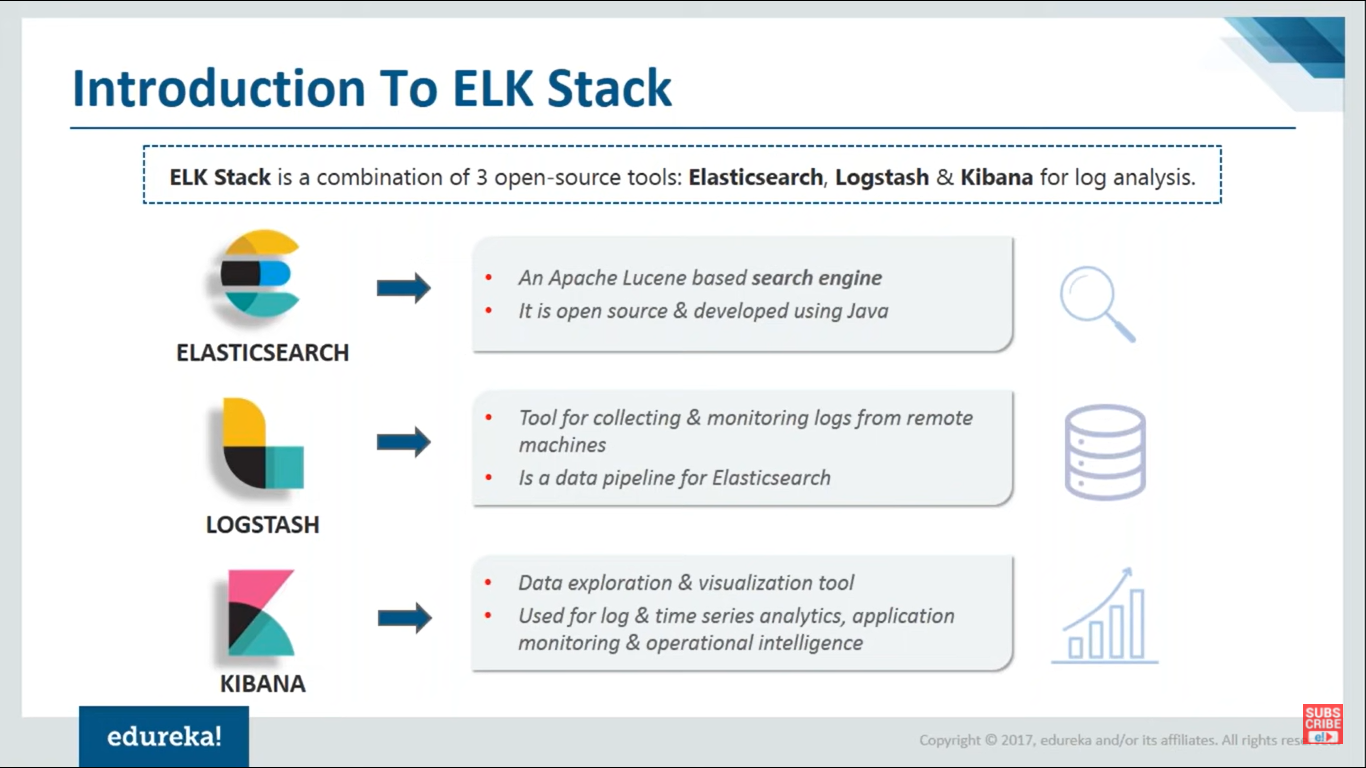 Introduction To ELK Stack
ELK Stack is a combination of 3 open-source tools: Elasticsearch, Logstash & Kibana for log analysis.
ELASTICSEARCH
• An Apache Lucene based search engine
• It is open source & developed using Java
LOGSTASH
• Tool for collecting & monitoring logs from remote
machines
• Is a data pipeline for Elasticsearch
KIBANA
• Data exploration & visualization tool
• Used for log & time series analytics, application
monitoring & operational intelligence
edureka!
Copyright © 2017, edureka and/or its affiliates. All rights
SUBS
CRIBE
e!